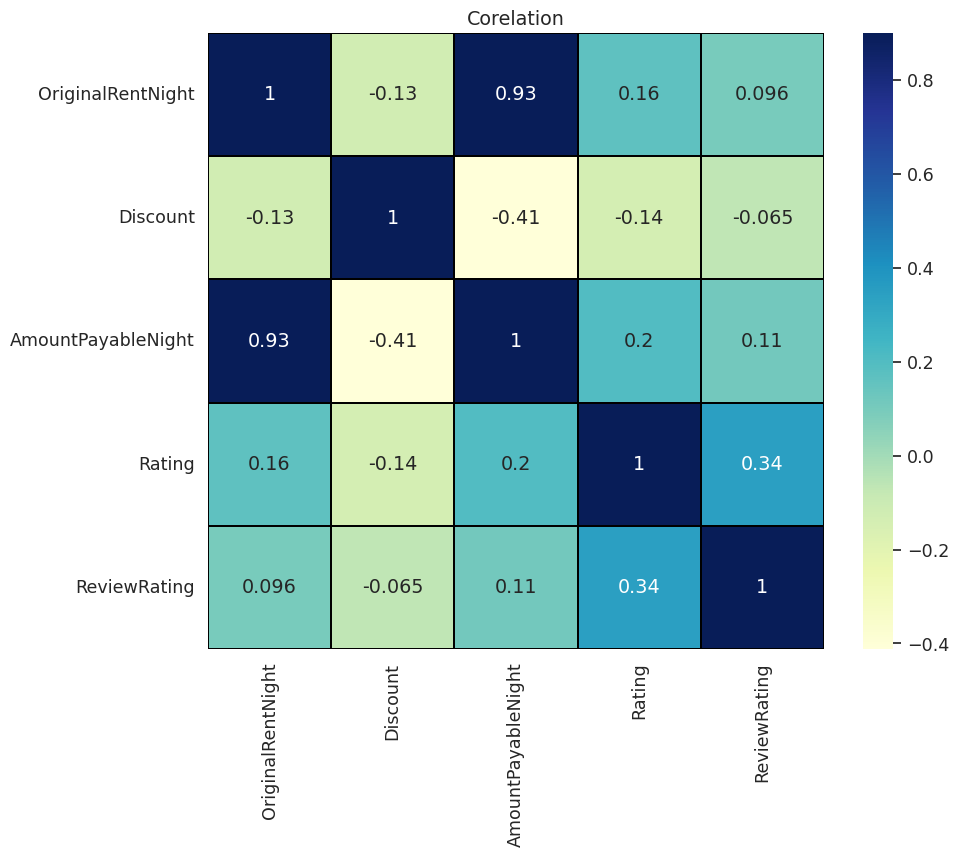 Corelation
OriginalRentNight 1 -0.13 0.93 0.16 0.096
Discount -0.13 1 -0.41 -0.14 -0.065
AmountPayableNight 0.93 -0.41 1 0.2 0.11
Rating 0.16 -0.14 0.2 1 0.34
ReviewRating 0.096 -0.065 0.11 0.34 1
OriginalRentNight
Discount
AmountPayableNight
Rating
ReviewRating
0.8
0.6
0.4
0.2
0.0
−0.2
−0.4